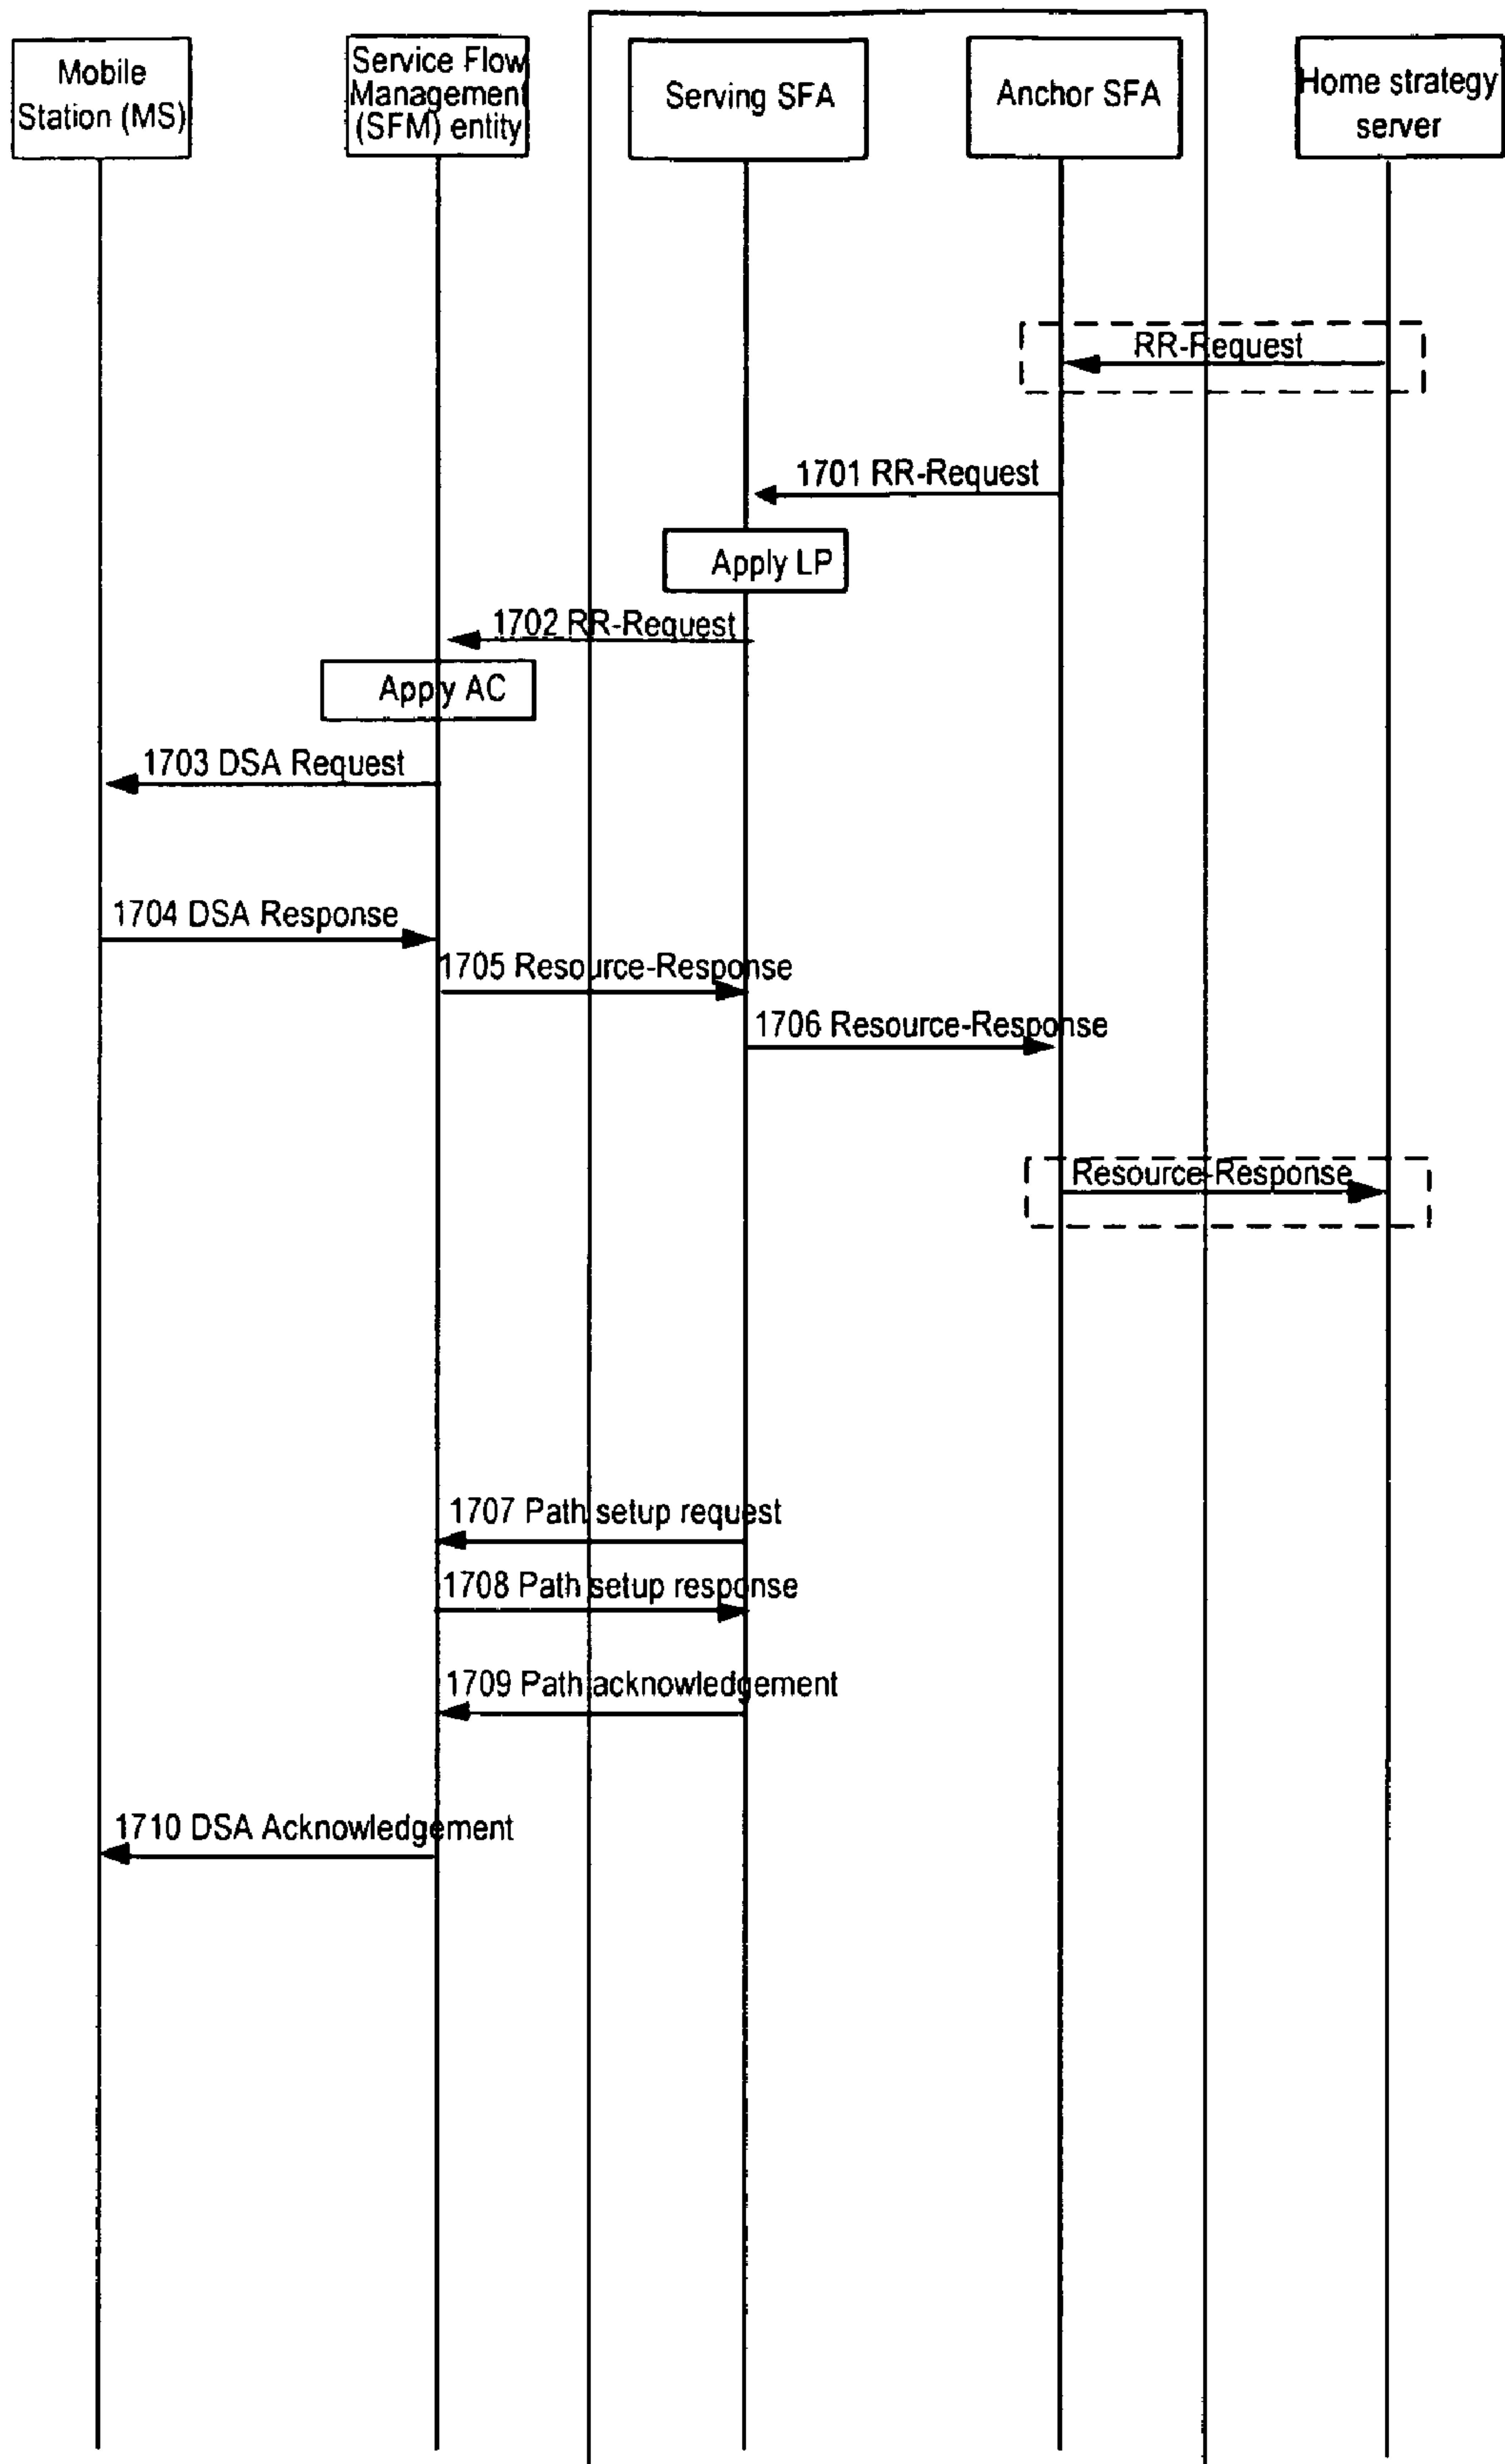 Mobile
Station (MS)
Service Flow
Management
(SFM) entity
Serving SFA
Anchor SFA
Home strategy
server
RR-Request
1701 RR-Request
Apply LP
1702 RR-Request
Apply AC
1703 DSA Request
1704 DSA Response
1705 Resource-Response
1706 Resource-Response
Resource-Response
1707 Path setup request
1708 Path setup response
1709 Path acknowledgement
1710 DSA Acknowledgement